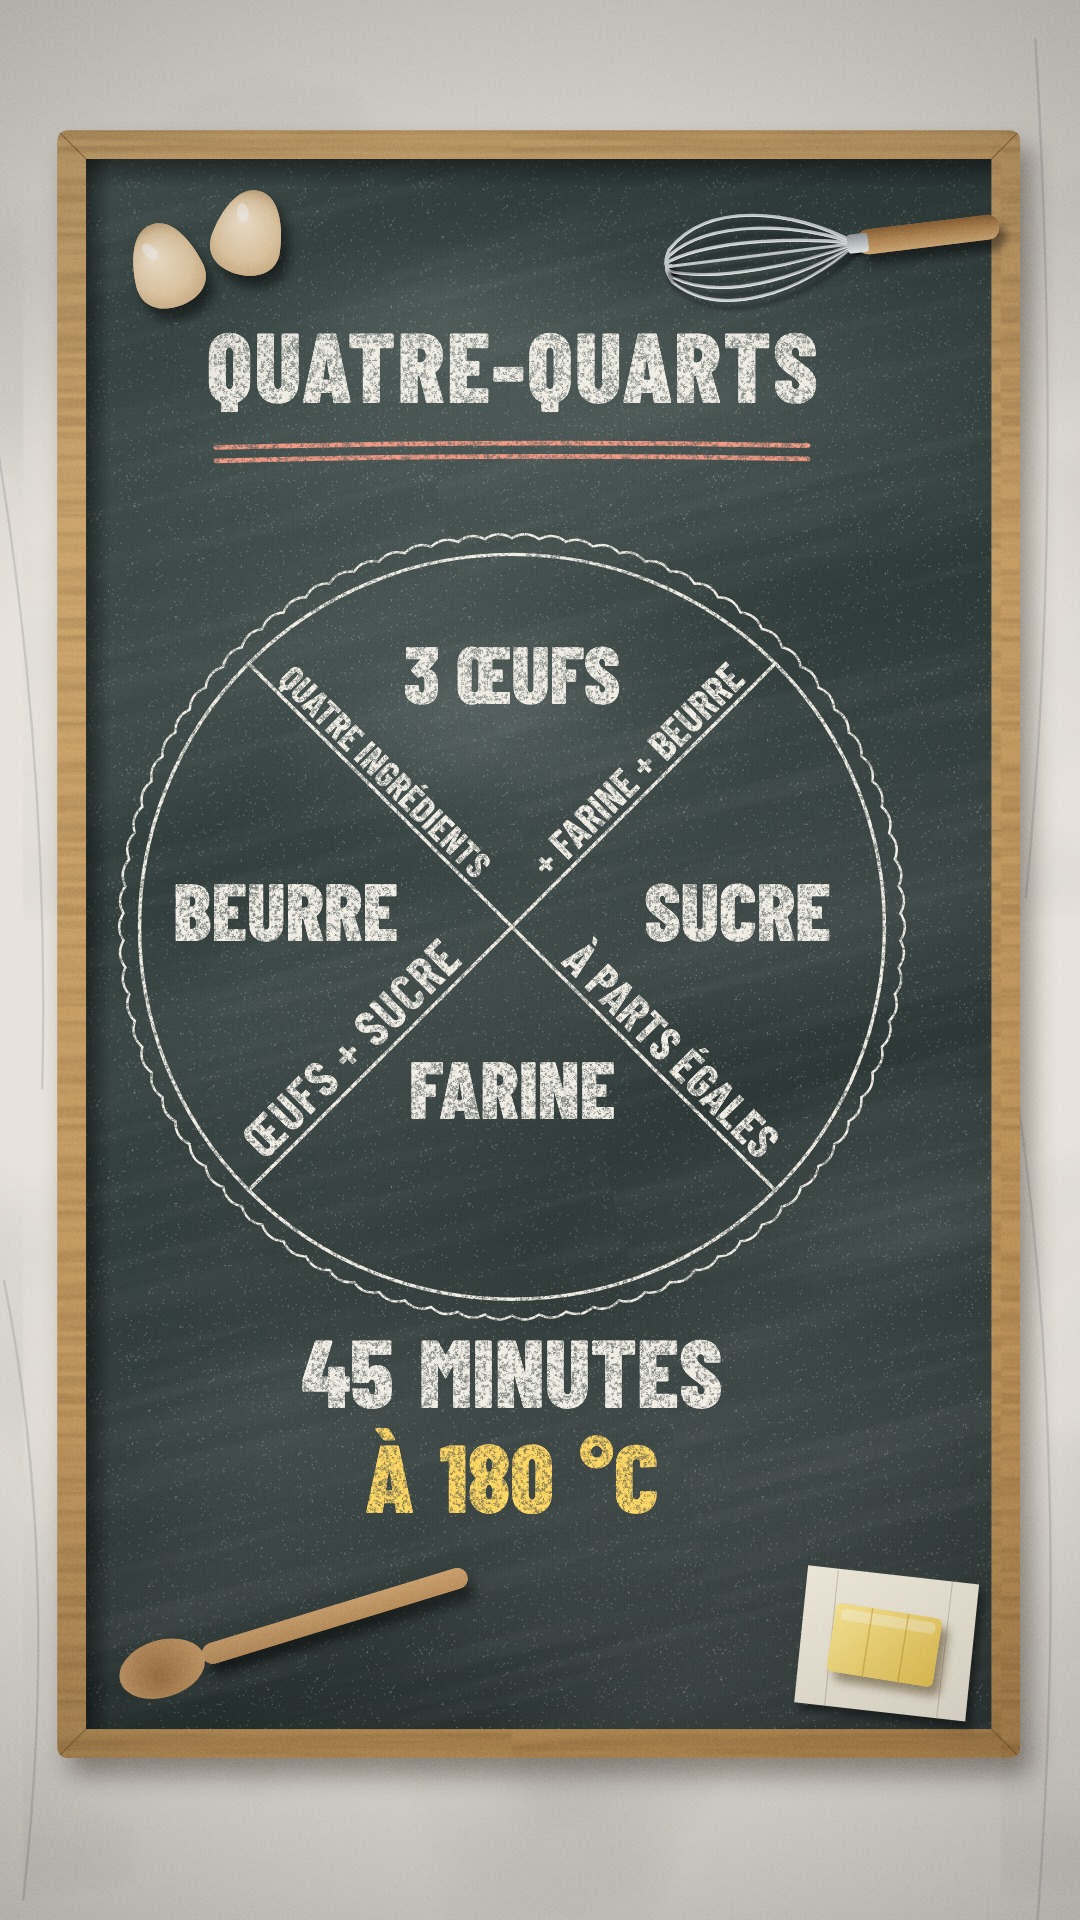 QUATRE-QUARTS
3 ŒUFS
QUATRE INGRÉDIENTS
+ FARINE + BEURRE
BEURRE
SUCRE
ŒUFS + SUCRE
À PARTS ÉGALES
FARINE
45 MINUTES
À 180 °C